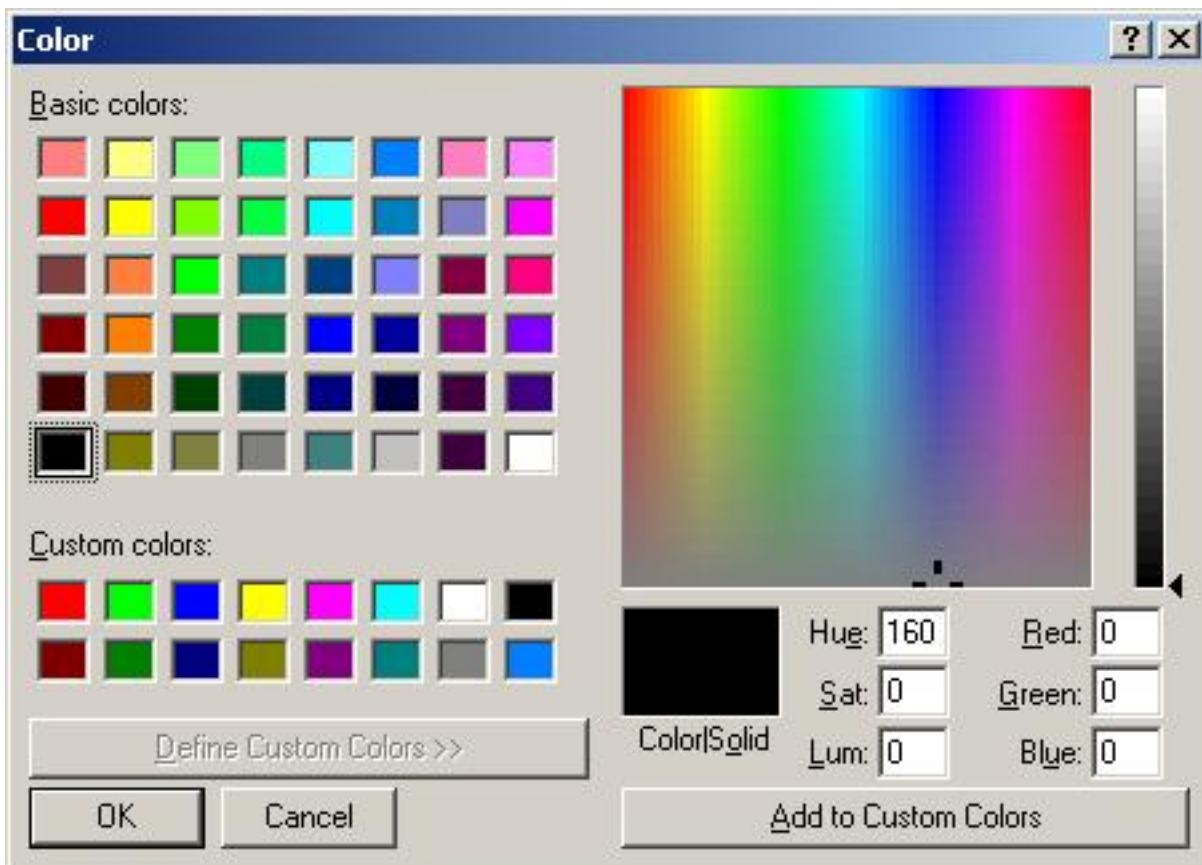 Color
Basic colors:
Custom colors:
Define Custom Colors >>
OK
Cancel
Color|Solid
Hue: 160
Sat: 0
Lum: 0
Red: 0
Green: 0
Blue: 0
Add to Custom Colors